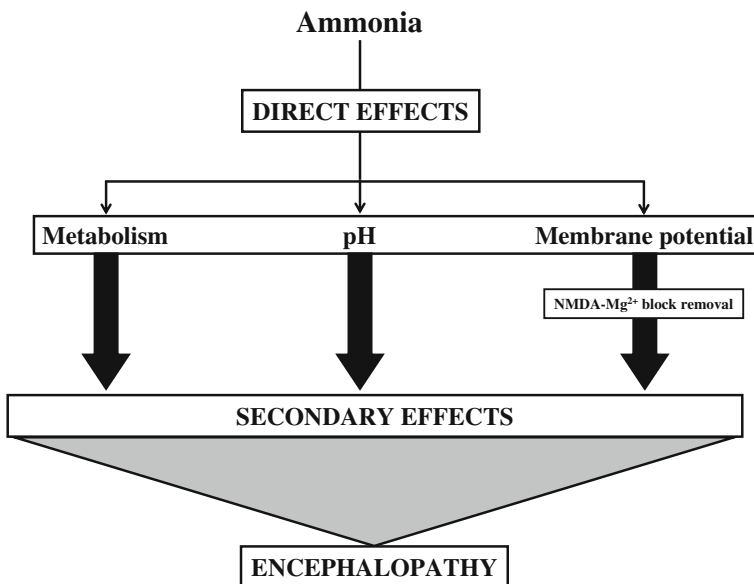 Ammonia
DIRECT EFFECTS
Metabolism pH Membrane potential
NMDA-Mg²⁺ block removal
SECONDARY EFFECTS
ENCEPHALOPATHY